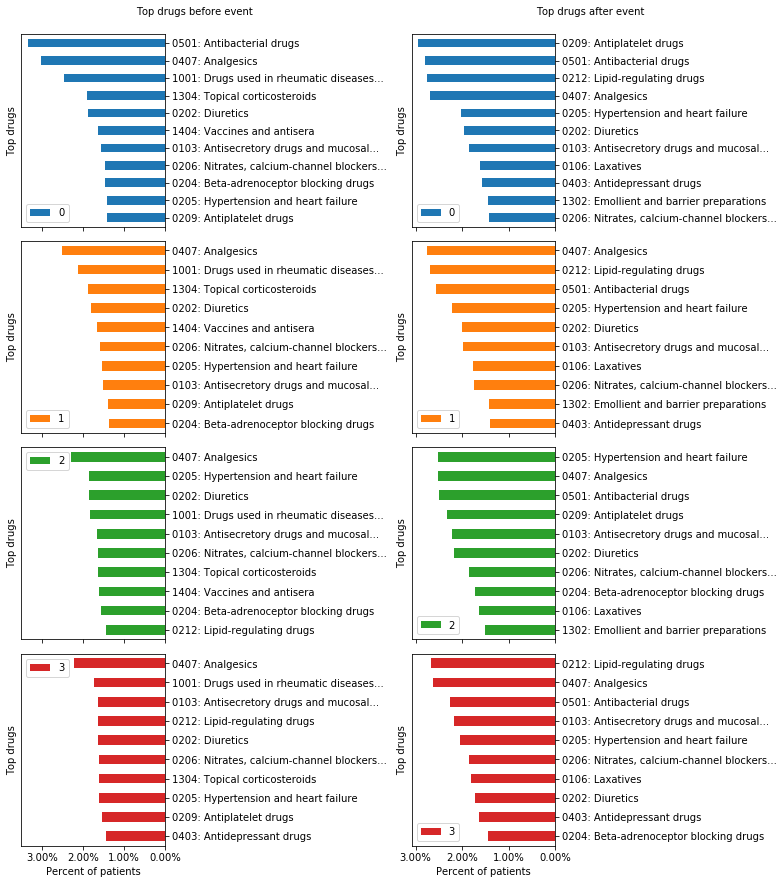 Top drugs before event
Top drugs
0501: Antibacterial drugs
0407: Analgesics
1001: Drugs used in rheumatic diseases...
1304: Topical corticosteroids
0202: Diuretics
1404: Vaccines and antisera
0103: Antisecretory drugs and mucosal...
0206: Nitrates, calcium-channel blockers...
0204: Beta-adrenoceptor blocking drugs
0205: Hypertension and heart failure
0209: Antiplatelet drugs
0
Top drugs after event
Top drugs
0209: Antiplatelet drugs
0501: Antibacterial drugs
0212: Lipid-regulating drugs
0407: Analgesics
0205: Hypertension and heart failure
0202: Diuretics
0103: Antisecretory drugs and mucosal...
0106: Laxatives
0403: Antidepressant drugs
1302: Emollient and barrier preparations
0206: Nitrates, calcium-channel blockers...
0
Top drugs
0407: Analgesics
1001: Drugs used in rheumatic diseases...
1304: Topical corticosteroids
0202: Diuretics
1404: Vaccines and antisera
0206: Nitrates, calcium-channel blockers...
0205: Hypertension and heart failure
0103: Antisecretory drugs and mucosal...
0209: Antiplatelet drugs
0204: Beta-adrenoceptor blocking drugs
1
Top drugs
0407: Analgesics
0212: Lipid-regulating drugs
0501: Antibacterial drugs
0205: Hypertension and heart failure
0202: Diuretics
0103: Antisecretory drugs and mucosal...
0106: Laxatives
0206: Nitrates, calcium-channel blockers...
1302: Emollient and barrier preparations
0403: Antidepressant drugs
1
Top drugs
2
0407: Analgesics
0205: Hypertension and heart failure
0202: Diuretics
1001: Drugs used in rheumatic diseases...
0103: Antisecretory drugs and mucosal...
0206: Nitrates, calcium-channel blockers...
1304: Topical corticosteroids
1404: Vaccines and antisera
0204: Beta-adrenoceptor blocking drugs
0212: Lipid-regulating drugs
Top drugs
0205: Hypertension and heart failure
0407: Analgesics
0501: Antibacterial drugs
0209: Antiplatelet drugs
0103: Antisecretory drugs and mucosal...
0202: Diuretics
0206: Nitrates, calcium-channel blockers...
0204: Beta-adrenoceptor blocking drugs
0106: Laxatives
1302: Emollient and barrier preparations
2
Top drugs
3
0407: Analgesics
1001: Drugs used in rheumatic diseases...
0103: Antisecretory drugs and mucosal...
0212: Lipid-regulating drugs
0202: Diuretics
0206: Nitrates, calcium-channel blockers...
1304: Topical corticosteroids
0205: Hypertension and heart failure
0209: Antiplatelet drugs
0403: Antidepressant drugs
3.00% 2.00% 1.00% 0.00%
Percent of patients
Top drugs
0212: Lipid-regulating drugs
0407: Analgesics
0501: Antibacterial drugs
0103: Antisecretory drugs and mucosal...
0205: Hypertension and heart failure
0206: Nitrates, calcium-channel blockers...
0106: Laxatives
0202: Diuretics
0403: Antidepressant drugs
0204: Beta-adrenoceptor blocking drugs
3
3.00% 2.00% 1.00% 0.00%
Percent of patients